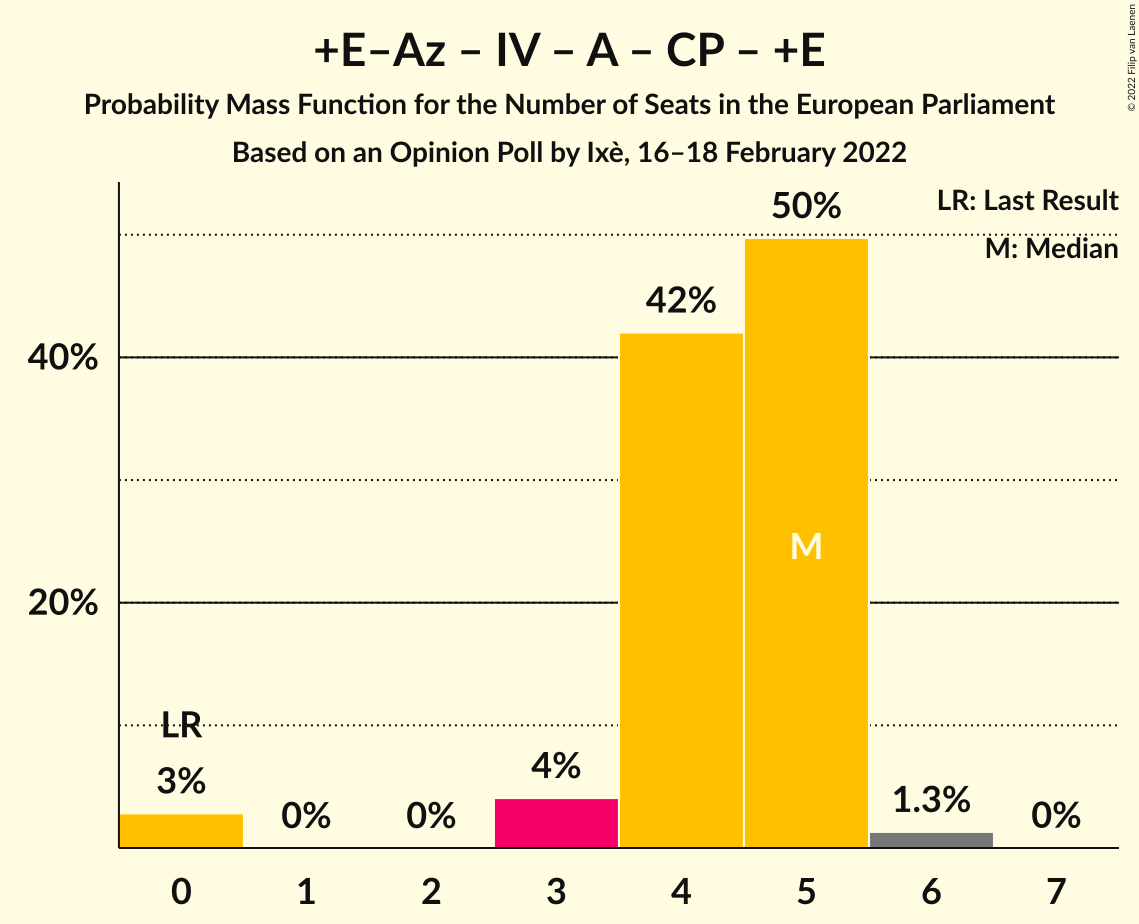 +E–Az – IV – A – CP – +E
Probability Mass Function for the Number of Seats in the European Parliament
Based on an Opinion Poll by Ixè, 16–18 February 2022
© 2022 Filip van Laenen
LR: Last Result
M: Median
50%
42%
40%
M
20%
LR
3%
0%
0%
4%
1.3%
0%
0 1 2 3 4 5 6 7